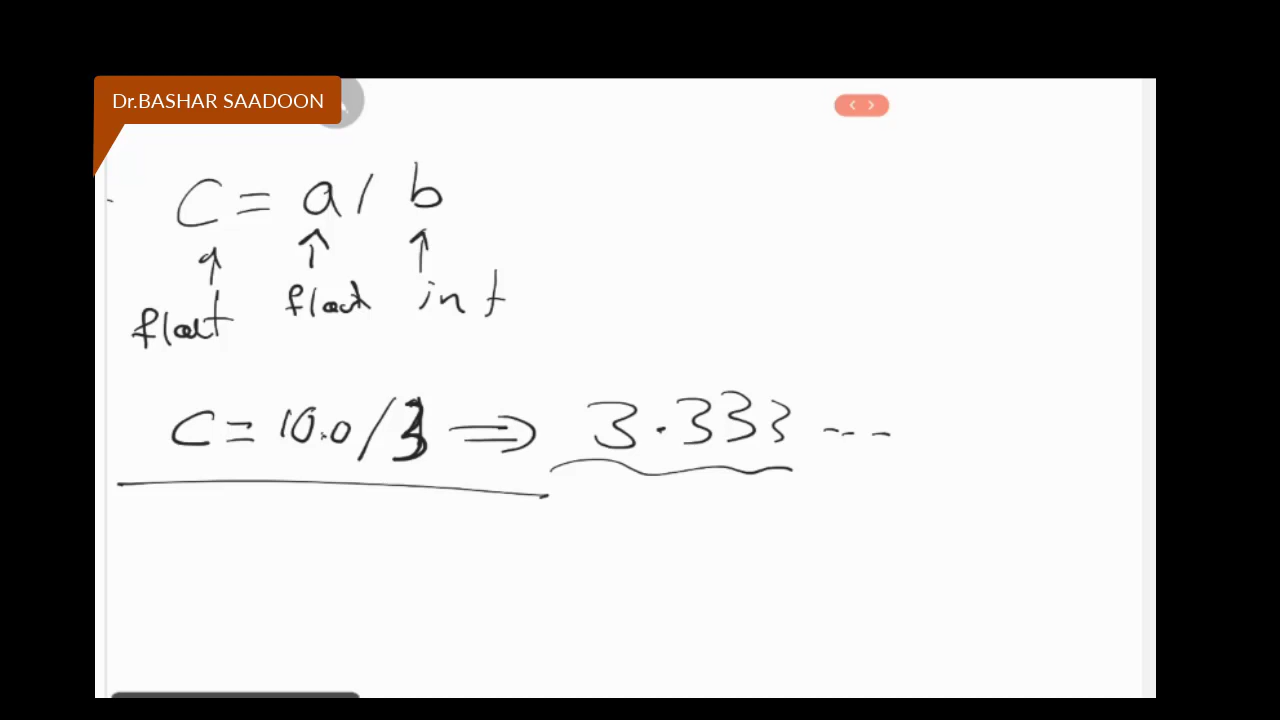 Dr.BASHAR SAADOON
C = a / b
float float int
C = 10.0 / 3 ⇒ 3.333 ---